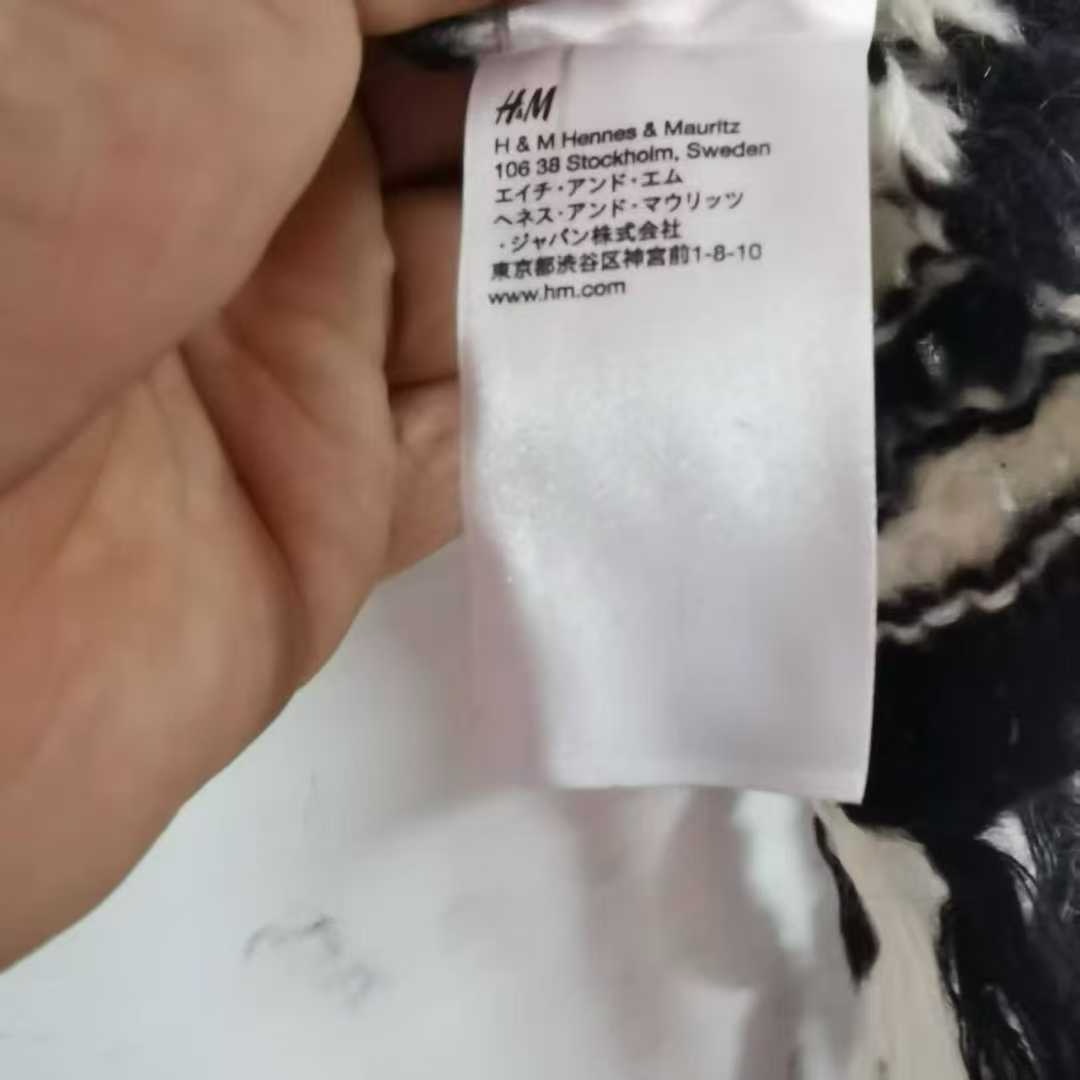 H&M
H & M Hennes & Mauritz
106 38 Stockholm, Sweden
エイチ・アンド・エム
ヘネス・アンド・マウリッツ
・ジャパン株式会社
東京都渋谷区神宮前1-8-10
www.hm.com